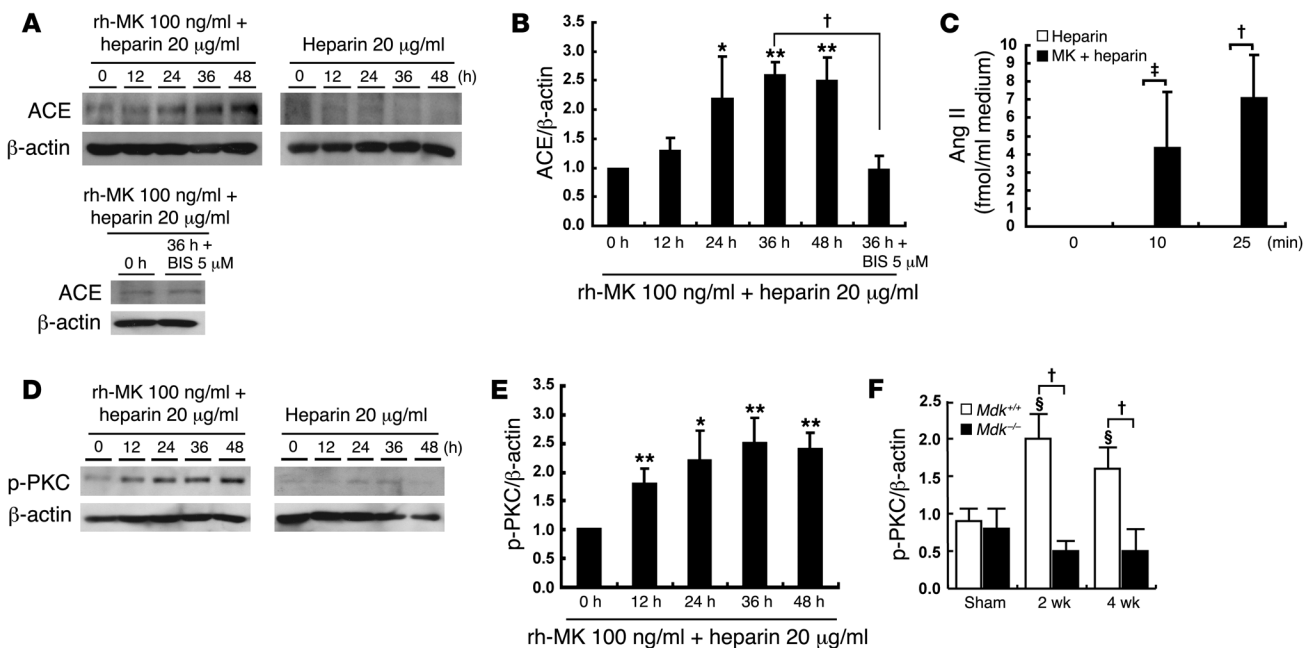 A
rh-MK 100 ng/ml +
heparin 20 μg/ml
Heparin 20 μg/ml
0 12 24 36 48
0 12 24 36 48 (h)
ACE
β-actin
rh-MK 100 ng/ml +
heparin 20 μg/ml
36 h +
0 h BIS 5 μM
ACE
β-actin
B
ACE/β-actin
3.5
3.0
2.5
2.0
1.5
1.0
0.5
0.0
*
**
**
†
0 h 12 h 24 h 36 h 48 h 36 h +
BIS 5 μM
rh-MK 100 ng/ml + heparin 20 μg/ml
C
Heparin
MK + heparin
Ang II
(fmol/ml medium)
10
9
8
7
6
5
4
3
2
1
0
‡
†
0 10 25 (min)
D
rh-MK 100 ng/ml +
heparin 20 μg/ml
Heparin 20 μg/ml
0 12 24 36 48
0 12 24 36 48 (h)
p-PKC
β-actin
E
p-PKC/β-actin
3.5
3.0
2.5
2.0
1.5
1.0
0.5
0.0
**
*
**
**
0 h 12 h 24 h 36 h 48 h
rh-MK 100 ng/ml + heparin 20 μg/ml
F
Mdk+/+
Mdk–/–
p-PKC/β-actin
2.5
2.0
1.5
1.0
0.5
0.0
§
†
§
†
Sham 2 wk 4 wk